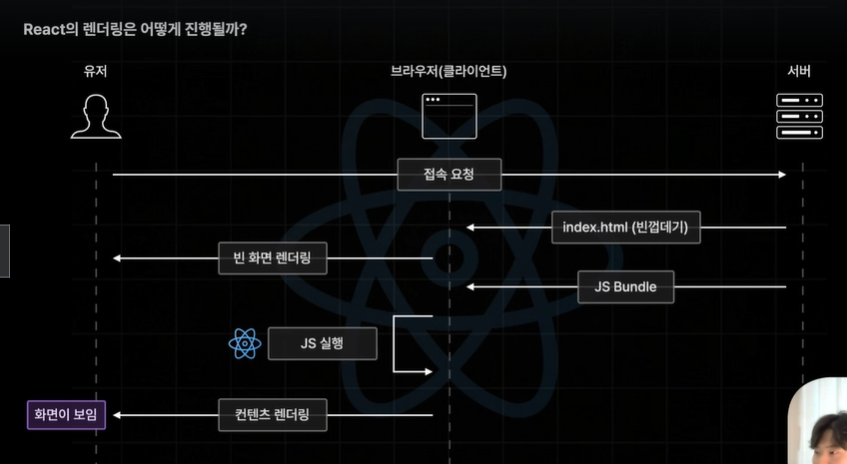 React의 렌더링은 어떻게 진행될까?
유저
브라우저(클라이언트)
서버
접속 요청
index.html (빈껍데기)
빈 화면 렌더링
JS Bundle
JS 실행
화면이 보임
컨텐츠 렌더링